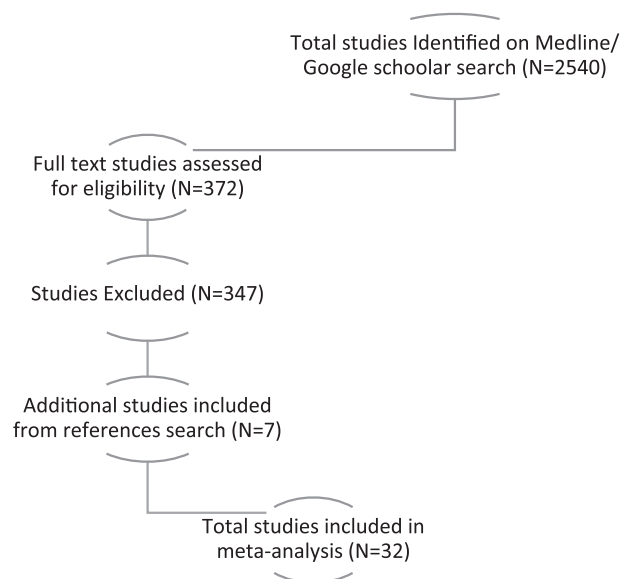 Total studies Identified on Medline/
Google schoolar search (N=2540)
Full text studies assessed
for eligibility (N=372)
Studies Excluded (N=347)
Additional studies included
from references search (N=7)
Total studies included in
meta-analysis (N=32)